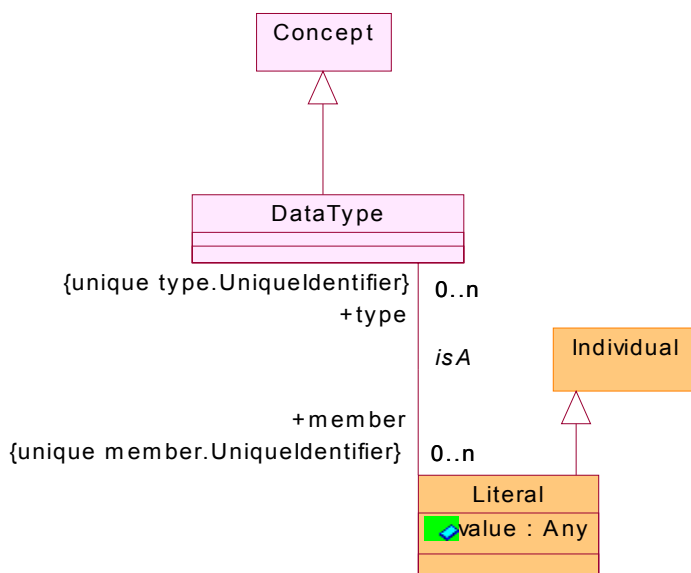 Concept
DataType
{unique type.UniqueIdentifier}
0..n
+type
isA
Individual
+member
{unique member.UniqueIdentifier}
0..n
Literal
value : Any